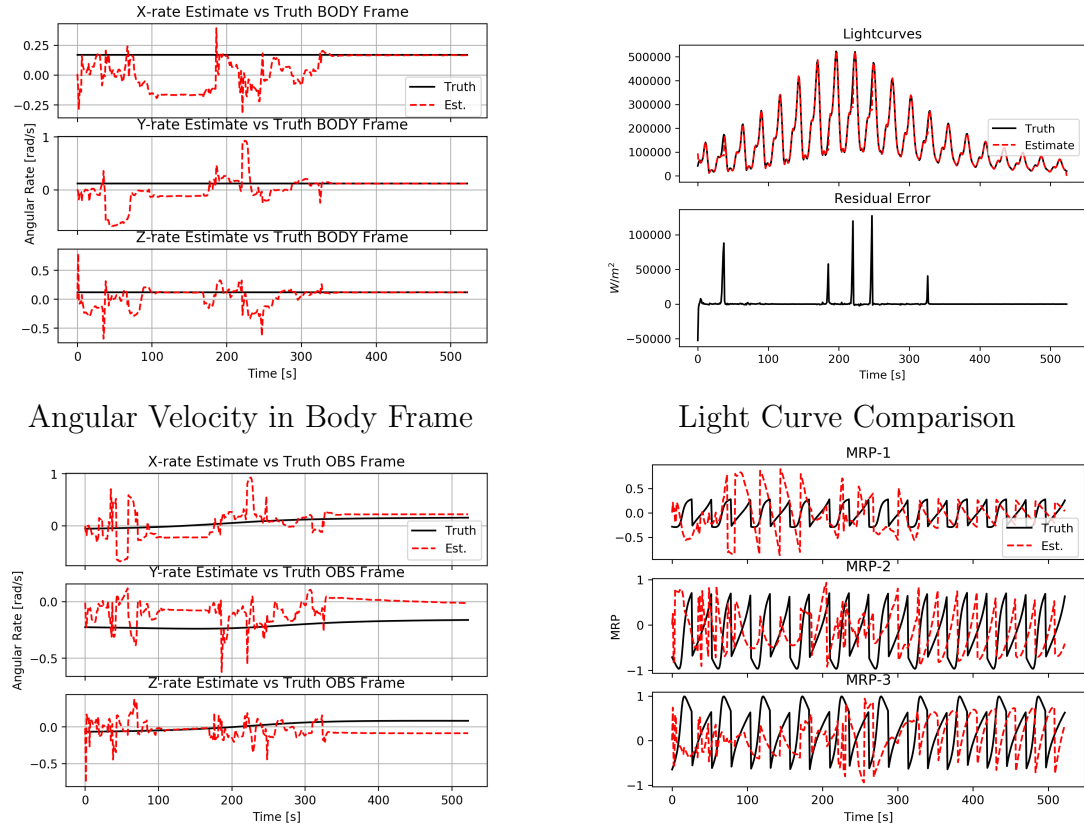 X-rate Estimate vs Truth BODY Frame
0.25
0.00
−0.25
Truth
Est.
Y-rate Estimate vs Truth BODY Frame
1
0
Angular Rate [rad/s]
Z-rate Estimate vs Truth BODY Frame
0.5
0.0
−0.5
0 100 200 300 400 500
Time [s]
Angular Velocity in Body Frame
Lightcurves
500000
400000
300000
200000
100000
0
Truth
Estimate
Residual Error
100000
50000
0
−50000
W/m²
0 100 200 300 400 500
Time [s]
Light Curve Comparison
X-rate Estimate vs Truth OBS Frame
1
0
Truth
Est.
Y-rate Estimate vs Truth OBS Frame
0.0
−0.5
Angular Rate [rad/s]
Z-rate Estimate vs Truth OBS Frame
0.0
−0.5
0 100 200 300 400 500
Time [s]
MRP-1
0.5
0.0
−0.5
Truth
Est.
MRP-2
1
0
−1
MRP
MRP-3
1
0
−1
0 100 200 300 400 500
Time [s]